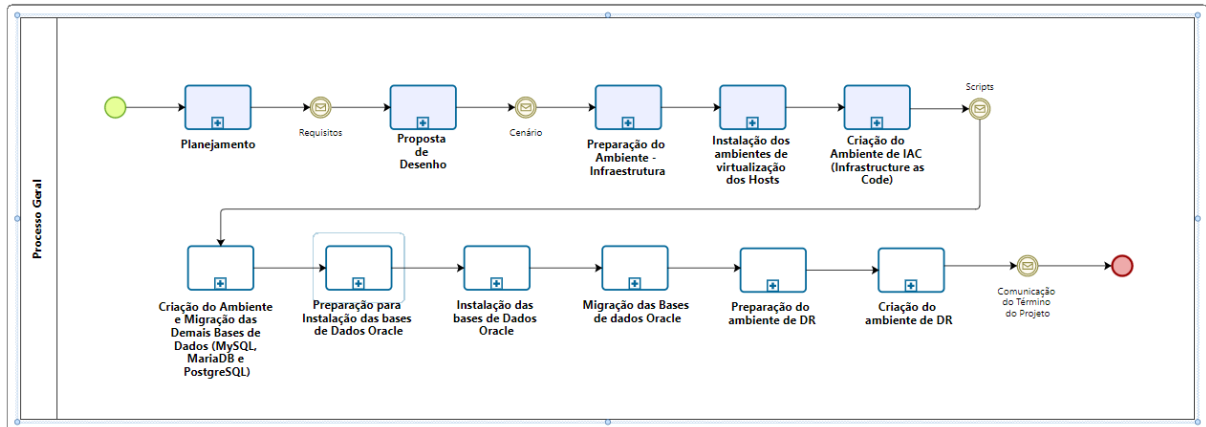 Processo Geral
Planejamento
Requisitos
Proposta
de
Desenho
Cenário
Preparação do
Ambiente -
Infraestrutura
Instalação dos
ambientes de
virtualização
dos Hosts
Criação do
Ambiente de IAC
(Infrastructure as
Code)
Scripts
Criação do Ambiente
e Migração das
Demais Bases de
Dados (MySQL,
MariaDB e
PostgreSQL)
Preparação para
Instalação das bases
de Dados Oracle
Instalação das
bases de Dados
Oracle
Migração das Bases
de dados Oracle
Preparação do
ambiente de DR
Criação do
ambiente de DR
Comunicação
do Término
do Projeto